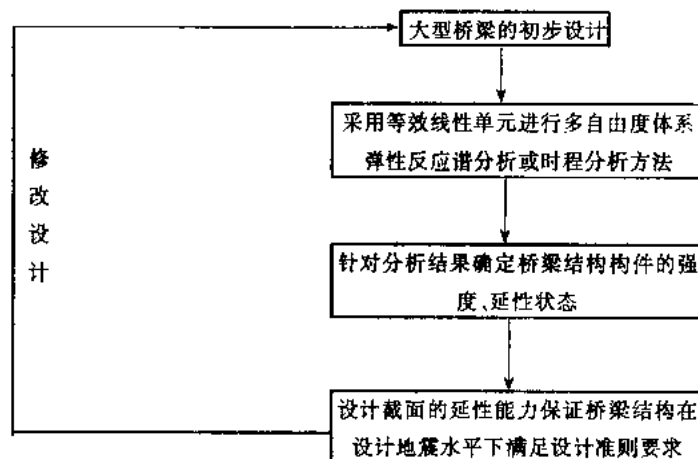 大型桥梁的初步设计
采用等效线性单元进行多自由度体系
弹性反应谱分析或时程分析方法
修
改
设
计
针对分析结果确定桥梁结构构件的强
度、延性状态
设计截面的延性能力保证桥梁结构在
设计地震水平下满足设计准则要求